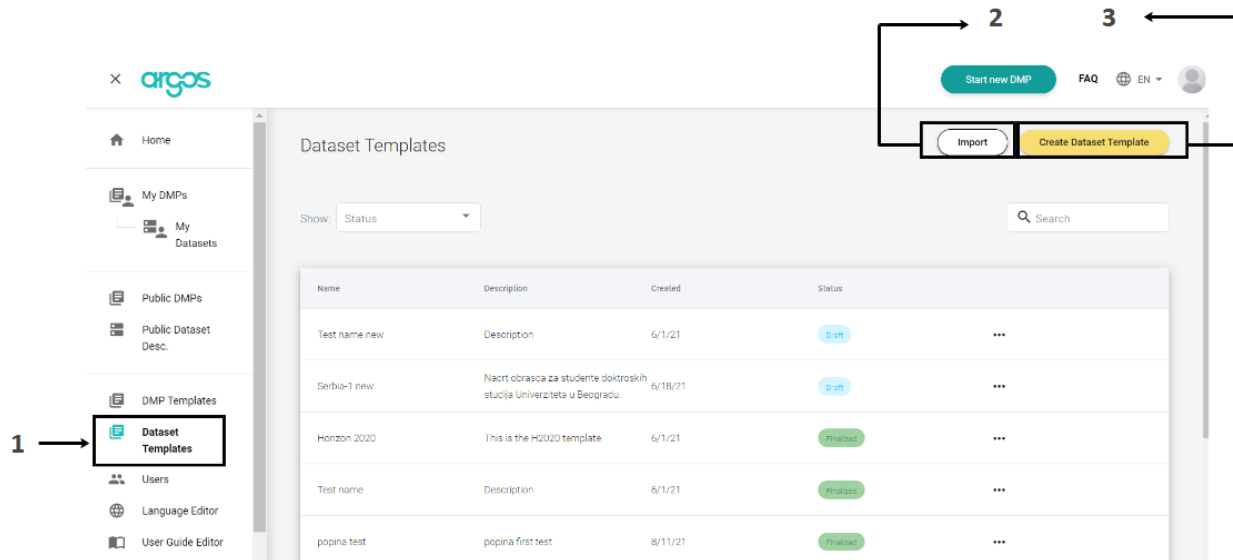 2 3
argos
Start new DMP FAQ EN
Home
Dataset Templates
Import
Create Dataset Template
My DMPs
My
Datasets
Show: Status
Search
Public DMPs
Public Dataset
Desc.
DMP Templates
1
Dataset
Templates
Users
Language Editor
User Guide Editor
Name Description Created Status
Test name new Description 6/1/21 Draft
Serbia-1 new Nacrt obrasca za studente doktroskih
studija Univerziteta u Beogradu. 6/18/21 Draft
Horizon 2020 This is the H2020 template 6/1/21 Finalized
Test name Description 6/1/21 Finalized
popina test popina first test 8/11/21 Finalized